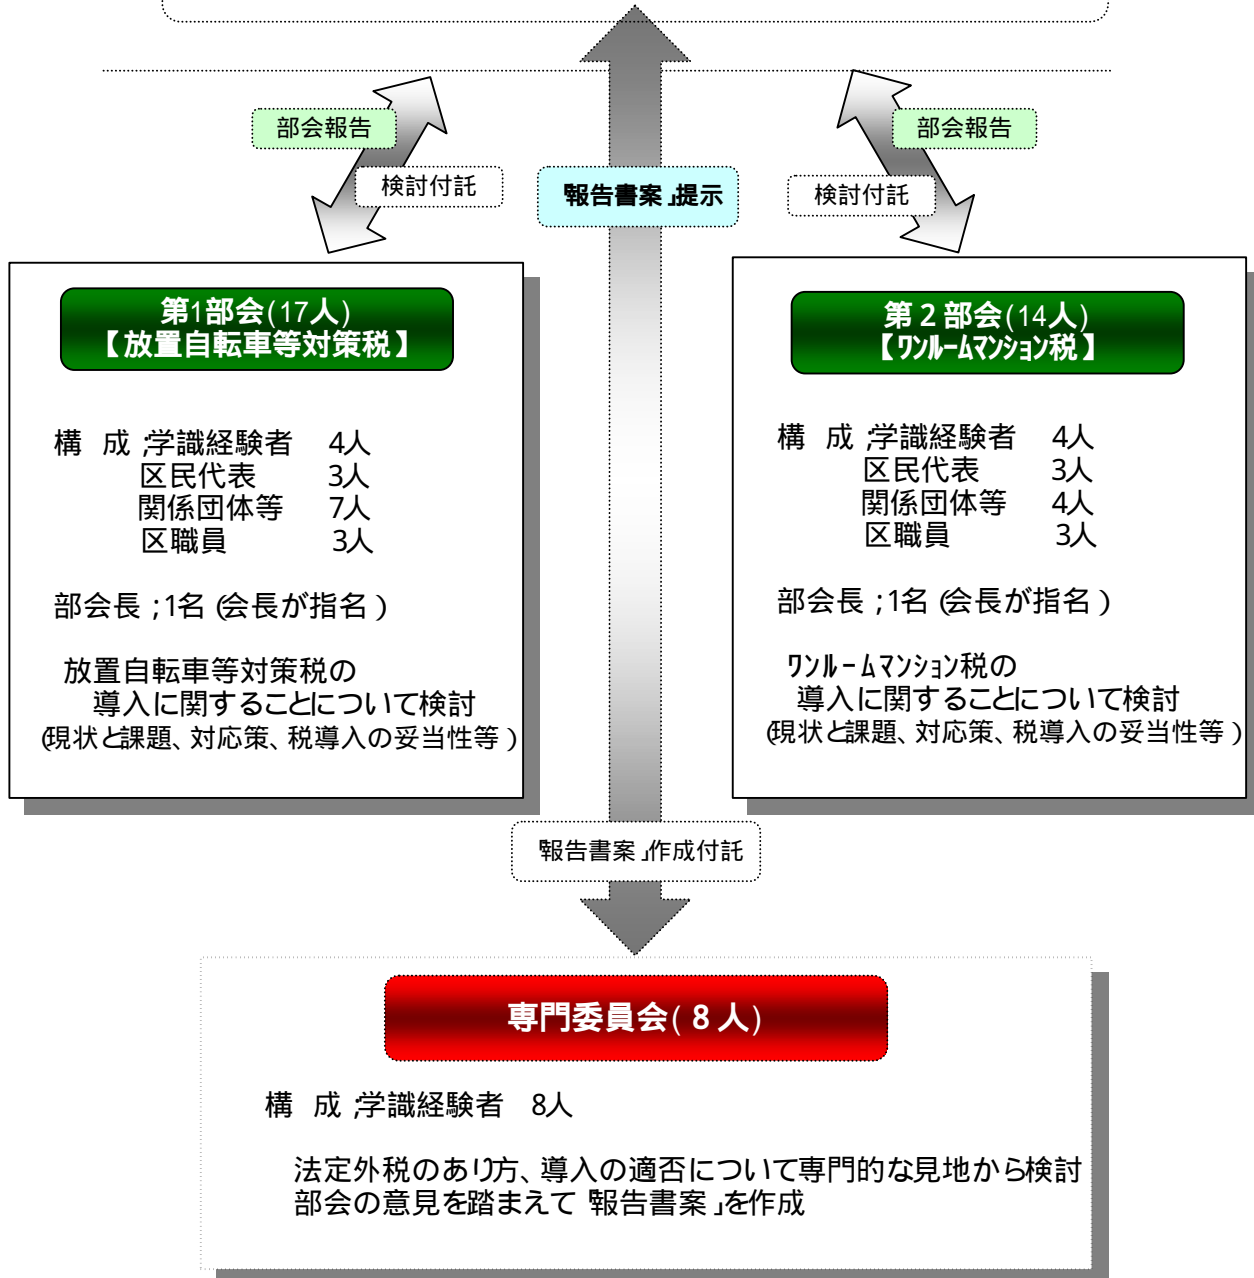 部会報告
検討付託
「報告書案」提示
部会報告
検討付託
第1部会(17人)
【放置自転車等対策税】
構　成；学識経験者　4人
区民代表　3人
関係団体等　7人
区職員　3人
部会長；1名(会長が指名)
放置自転車等対策税の
導入に関することについて検討
(現状と課題、対応策、税導入の妥当性等)
第２部会(14人)
【ﾜﾝﾙｰﾑﾏﾝｼｮﾝ税】
構　成；学識経験者　4人
区民代表　3人
関係団体等　4人
区職員　3人
部会長；1名(会長が指名)
ﾜﾝﾙｰﾑﾏﾝｼｮﾝ税の
導入に関することについて検討
(現状と課題、対応策、税導入の妥当性等)
「報告書案」作成付託
専門委員会(８人)
構　成；学識経験者　8人
法定外税のあり方、導入の適否について専門的な見地から検討
部会の意見を踏まえて「報告書案」を作成